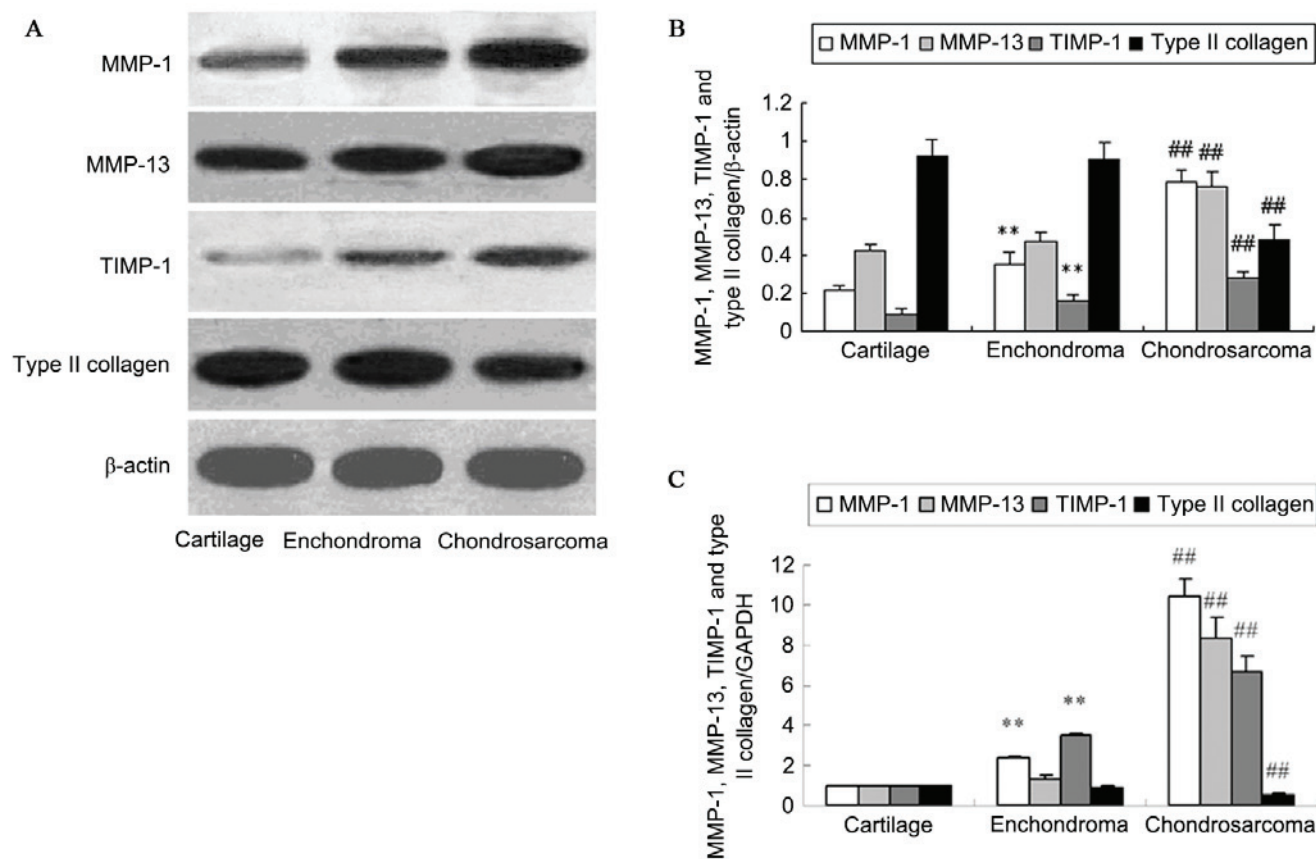 A
MMP-1
MMP-13
TIMP-1
Type II collagen
β-actin
Cartilage Enchondroma Chondrosarcoma
B
MMP-1 MMP-13 TIMP-1 Type II collagen
MMP-1, MMP-13, TIMP-1 and
type II collagen/β-actin
1.2
1
0.8
0.6
0.4
0.2
0
** **
## ## ## ##
Cartilage Enchondroma Chondrosarcoma
C
MMP-1 MMP-13 TIMP-1 Type II collagen
MMP-1, MMP-13, TIMP-1 and type
II collagen/GAPDH
12
10
8
6
4
2
0
** **
## ## ## ##
Cartilage Enchondroma Chondrosarcoma